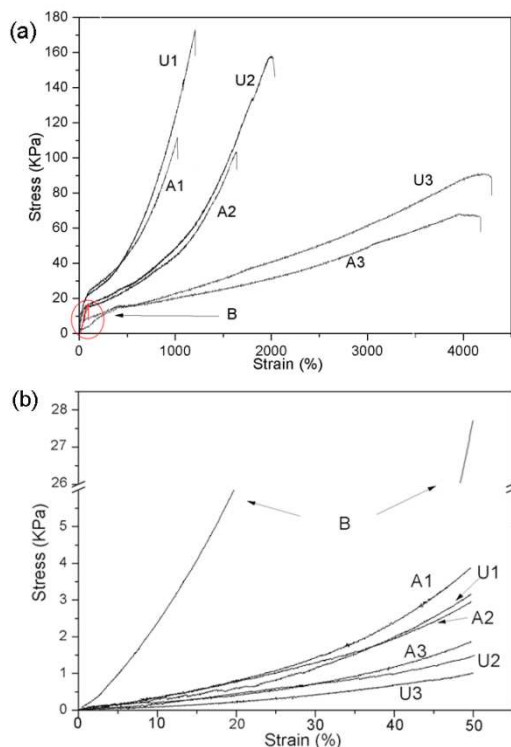 (a)
180
160
140
120
100
80
60
40
20
0
Stress (KPa)
U1
A1
U2
A2
U3
A3
B
0 1000 2000 3000 4000
Strain (%)
(b)
28
27
26
5
4
3
2
1
0
Stress (KPa)
B
A1
U1
A2
A3
U2
U3
0 10 20 30 40 50
Strain (%)